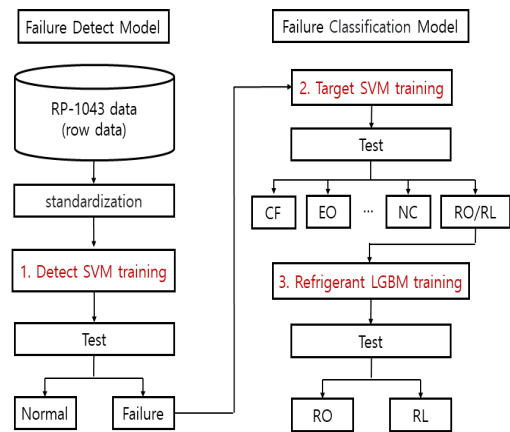 Failure Detect Model
RP-1043 data
(row data)
standardization
1. Detect SVM training
Test
Normal
Failure
Failure Classification Model
2. Target SVM training
Test
CF
EO
...
NC
RO/RL
3. Refrigerant LGBM training
Test
RO
RL